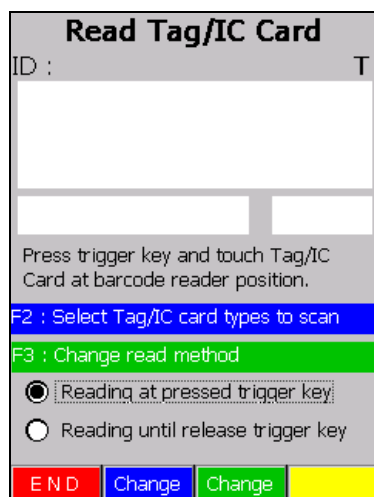 Read Tag/IC Card
ID : T
Press trigger key and touch Tag/IC
Card at barcode reader position.
F2 : Select Tag/IC card types to scan
F3 : Change read method
Reading at pressed trigger key
Reading until release trigger key
E N D Change Change